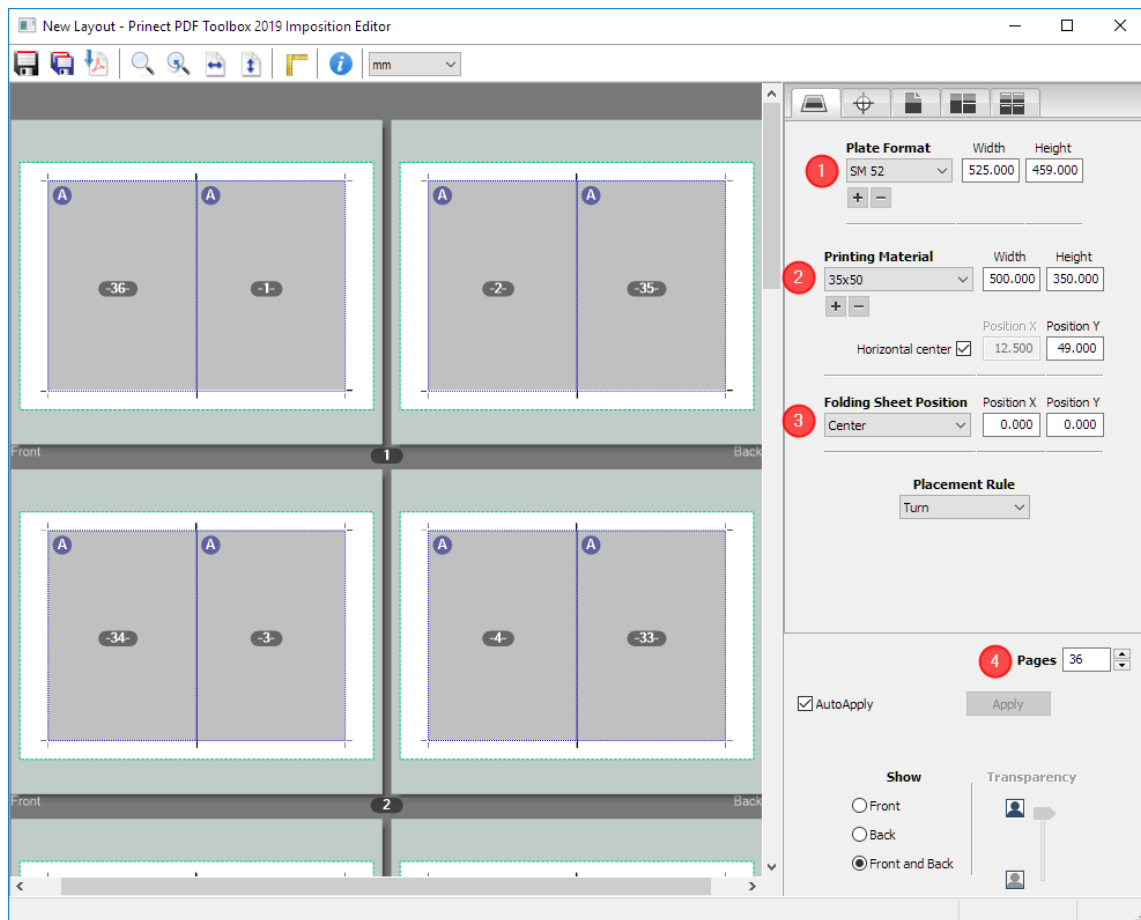 New Layout - Prinect PDF Toolbox 2019 Imposition Editor
mm
A A A A
-36- -1- -2- -35-
Front 1 Back
A A A A
-34- -3- -4- -33-
Front 2 Back
Plate Format Width Height
1 SM 52 525.000 459.000
+ −
Printing Material Width Height
2 35x50 500.000 350.000
+ −
Position X Position Y
Horizontal center 12.500 49.000
Folding Sheet Position Position X Position Y
3 Center 0.000 0.000
Placement Rule
Turn
4 Pages 36
AutoApply Apply
Show Transparency
Front
Back
Front and Back